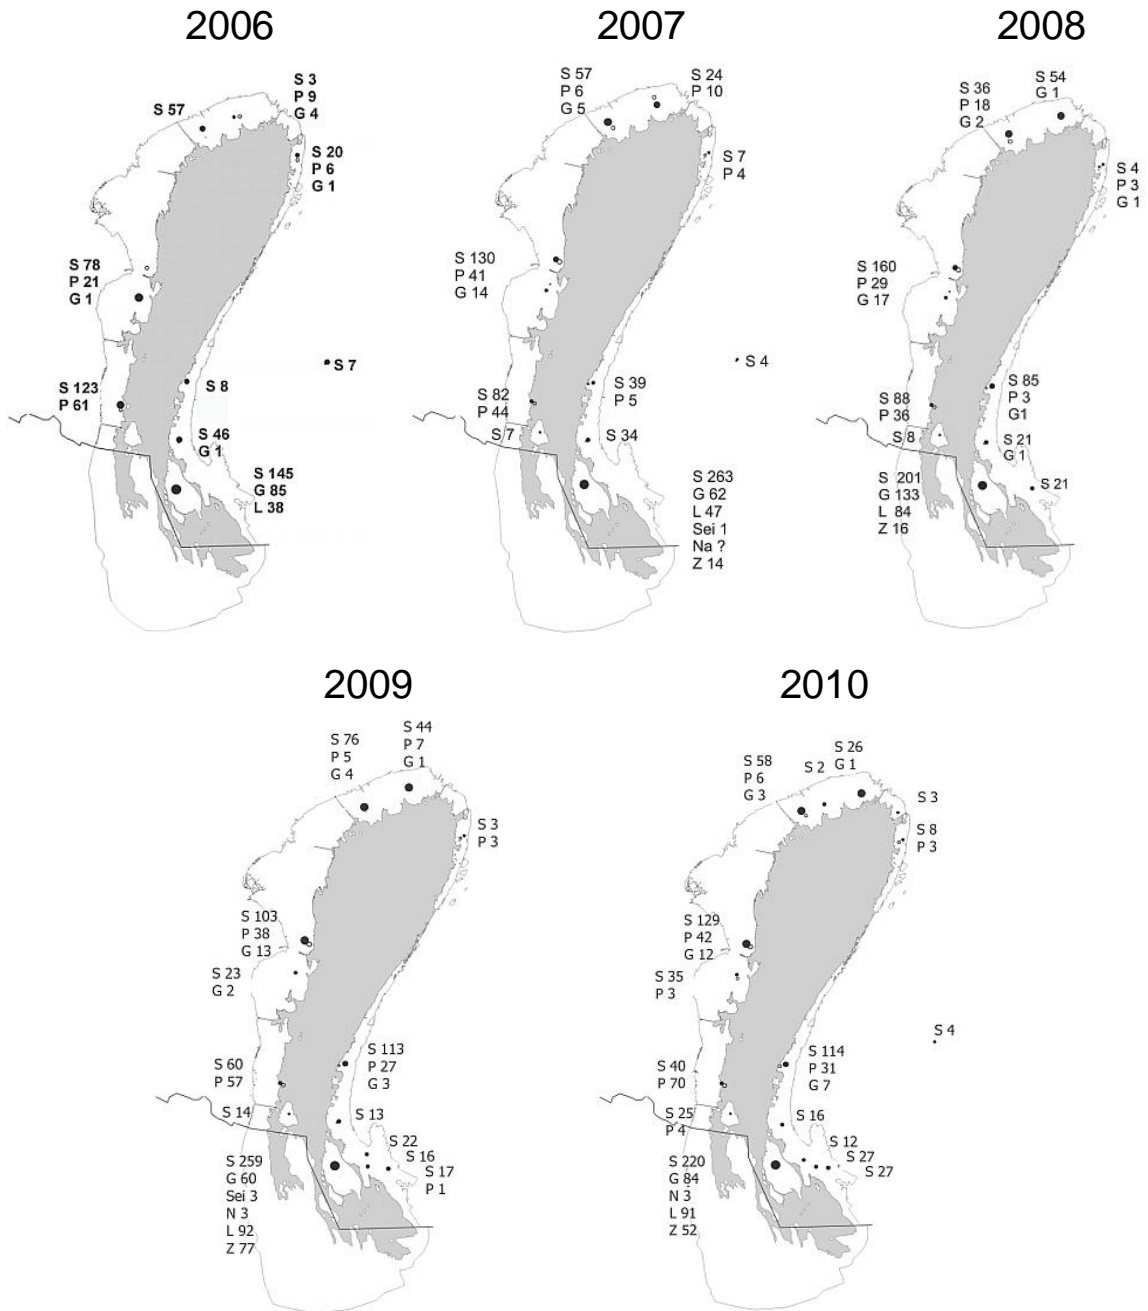 2006
2007
2008
S 57
S 3
P 9
G 4
S 20
P 6
G 1
S 78
P 21
G 1
S 7
S 8
S 123
P 61
S 46
G 1
S 145
G 85
L 38
S 57
P 6
G 5
S 24
P 10
S 7
P 4
S 130
P 41
G 14
S 4
S 39
P 5
S 82
P 44
S 7
S 34
S 263
G 62
L 47
Sei 1
Na ?
Z 14
S 36
P 18
G 2
S 54
G 1
S 4
P 3
G 1
S 160
P 29
G 17
S 85
P 3
G1
S 88
P 36
S 8
S 21
G 1
S 201
G 133
L 84
Z 16
S 21
2009
2010
S 76
P 5
G 4
S 44
P 7
G 1
S 3
P 3
S 103
P 38
G 13
S 23
G 2
S 113
P 27
G 3
S 60
P 57
S 14
S 13
S 22
S 16
S 17
P 1
S 259
G 60
Sei 3
N 3
L 92
Z 77
S 58
P 6
G 3
S 2
S 26
G 1
S 3
S 8
P 3
S 129
P 42
G 12
S 35
P 3
S 4
S 114
P 31
G 7
S 40
P 70
S 25
P 4
S 16
S 12
S 27
S 27
S 220
G 84
N 3
L 91
Z 52